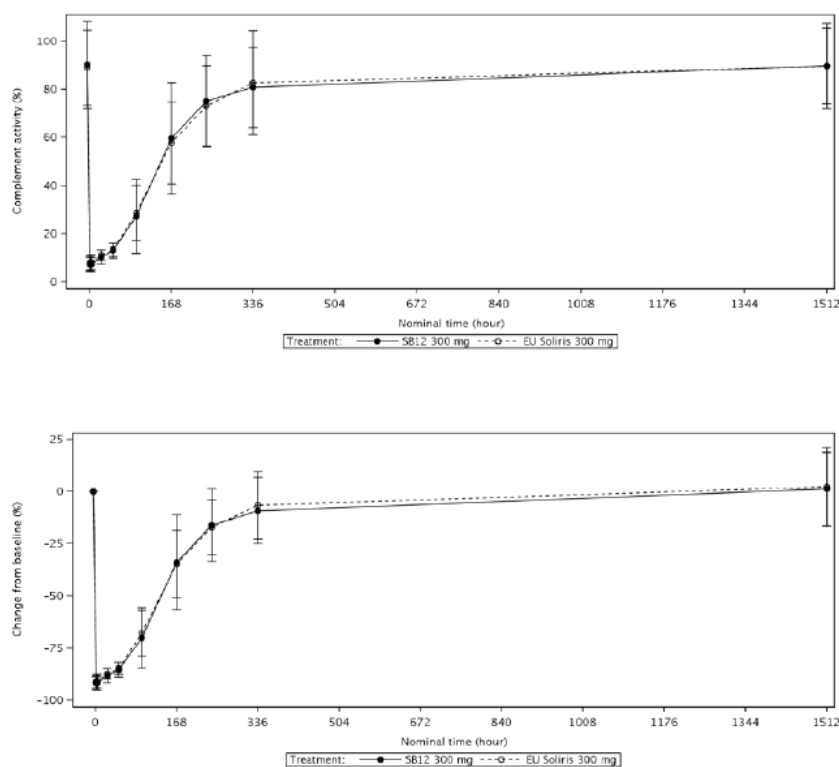 100
80
60
40
20
0
Complement activity (%)
0 168 336 504 672 840 1008 1176 1344 1512
Nominal time (hour)
Treatment: SB12 300 mg EU Soliris 300 mg
25
0
-25
-50
-75
-100
Change from baseline (%)
0 168 336 504 672 840 1008 1176 1344 1512
Nominal time (hour)
Treatment: SB12 300 mg EU Soliris 300 mg